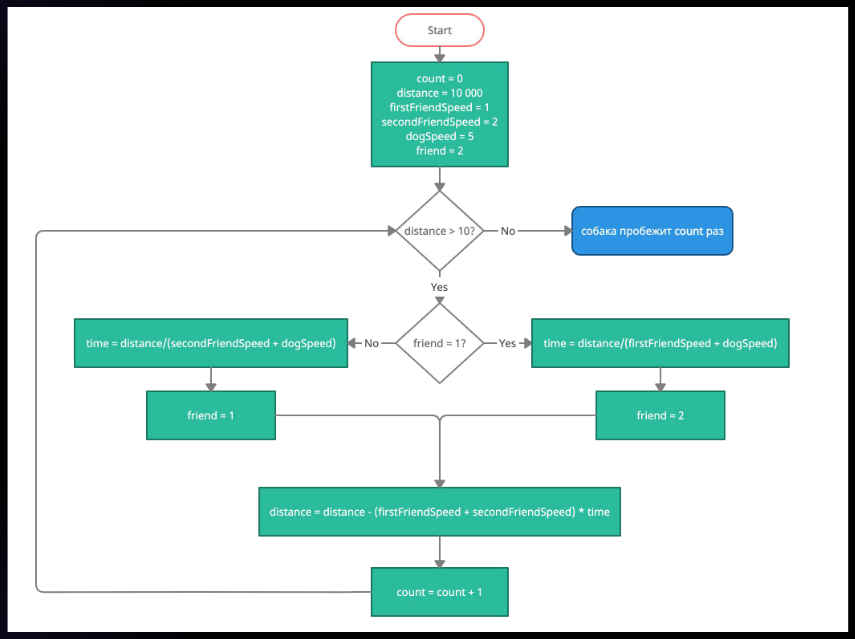 Start
count = 0
distance = 10 000
firstFriendSpeed = 1
secondFriendSpeed = 2
dogSpeed = 5
friend = 2
distance > 10?
No
собака пробежит count раз
Yes
time = distance/(secondFriendSpeed + dogSpeed)
No
friend = 1?
Yes
time = distance/(firstFriendSpeed + dogSpeed)
friend = 1
friend = 2
distance = distance - (firstFriendSpeed + secondFriendSpeed) * time
count = count + 1